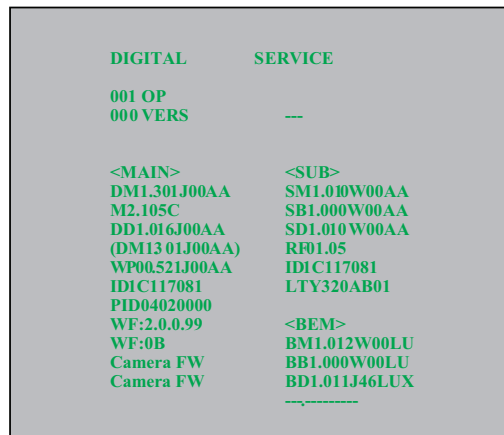 DIGITAL SERVICE
001 OP
000 VERS ---
<MAIN> <SUB>
DM1.301J00AA SM1.010W00AA
M2.105C SB1.000W00AA
DD1.016J00AA SD1.010W00AA
(DM1301J00AA) RF01.05
WP00.521J00AA ID1C117081
ID1C117081 LTY320AB01
PID04020000
WF:2.0.0.99 <BEM>
WF:0B BM1.012W00LU
Camera FW BB1.000W00LU
Camera FW BD1.011J46LUX
---.---------